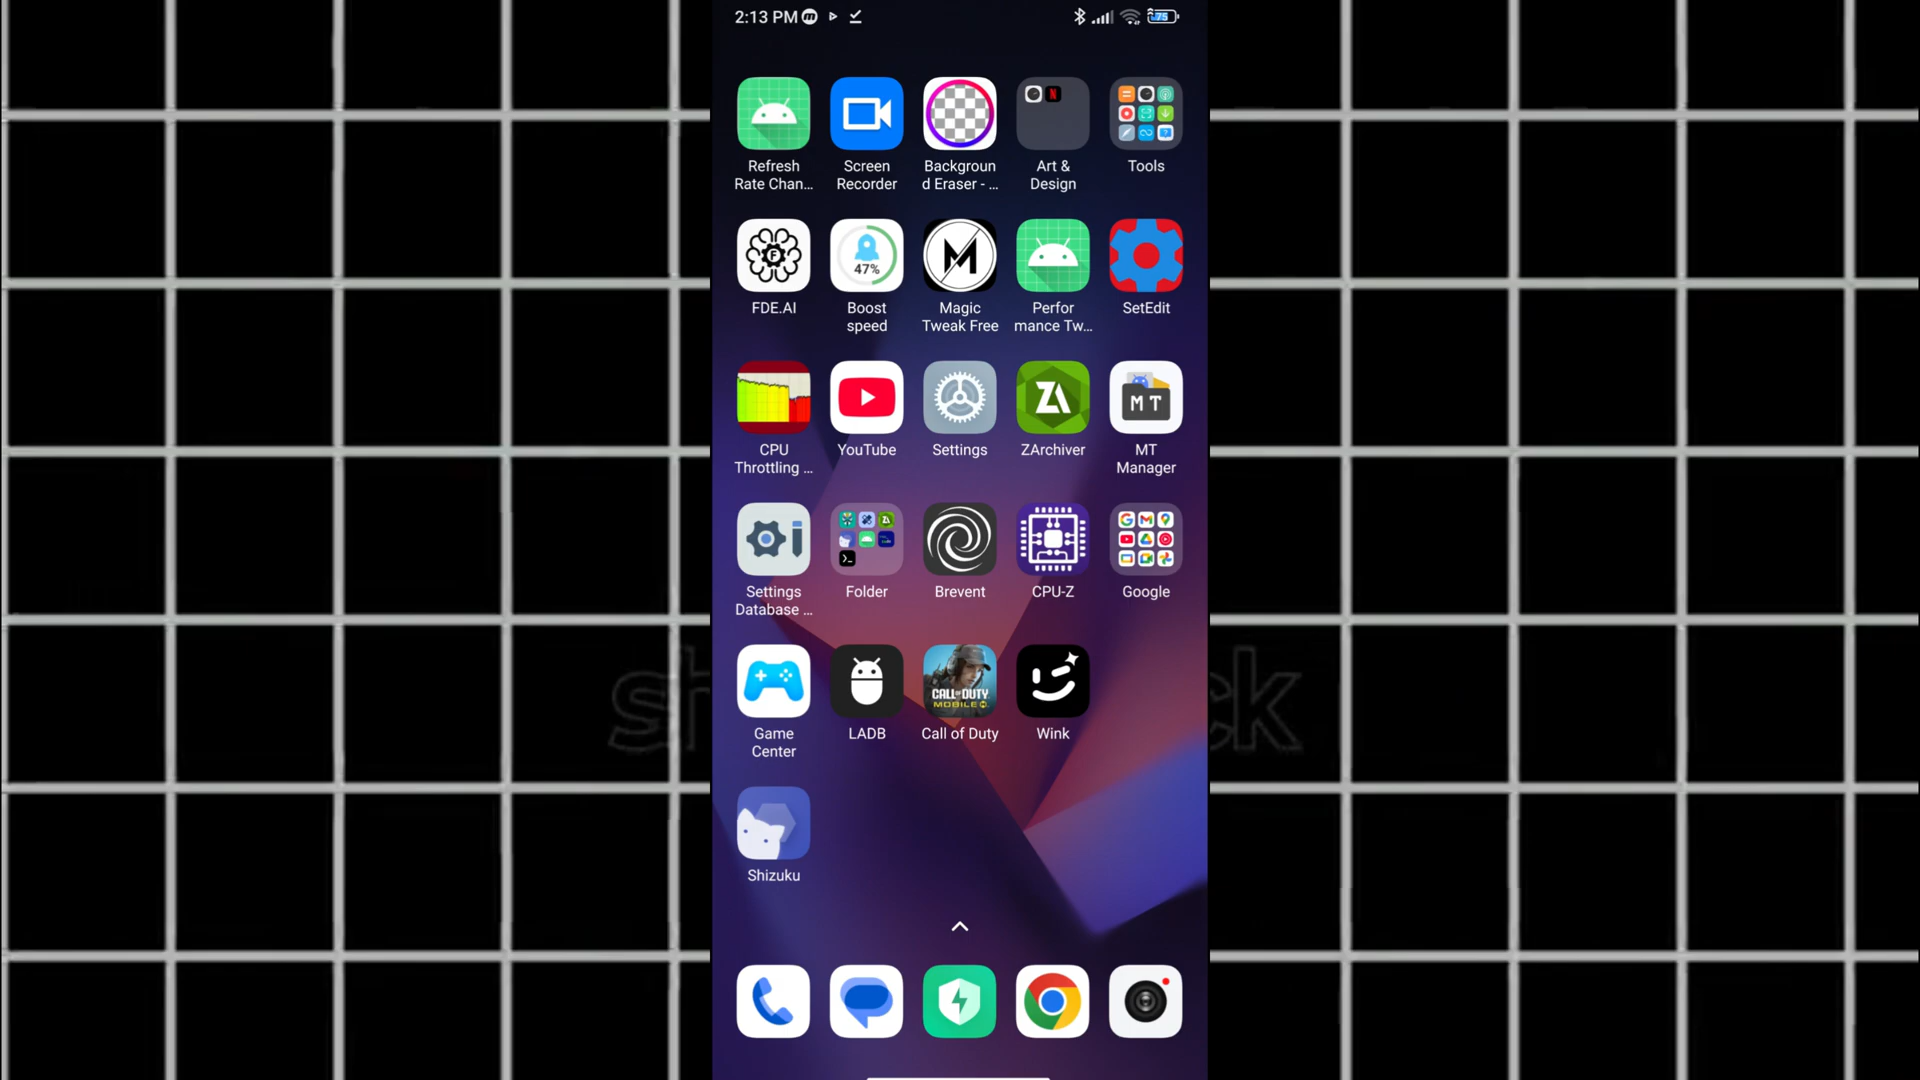 2:13 PM
75
Refresh
Rate Chan...
Screen
Recorder
Backgroun
d Eraser - ...
Art &
Design
Tools
FDE.AI
47%
Boost
speed
Magic
Tweak Free
Perfor
mance Tw...
SetEdit
CPU
Throttling ...
YouTube
Settings
ZArchiver
MT
MT
Manager
Settings
Database ...
Folder
Brevent
CPU-Z
Google
Game
Center
LADB
CALL OF DUTY
MOBILE
Call of Duty
Wink
Shizuku